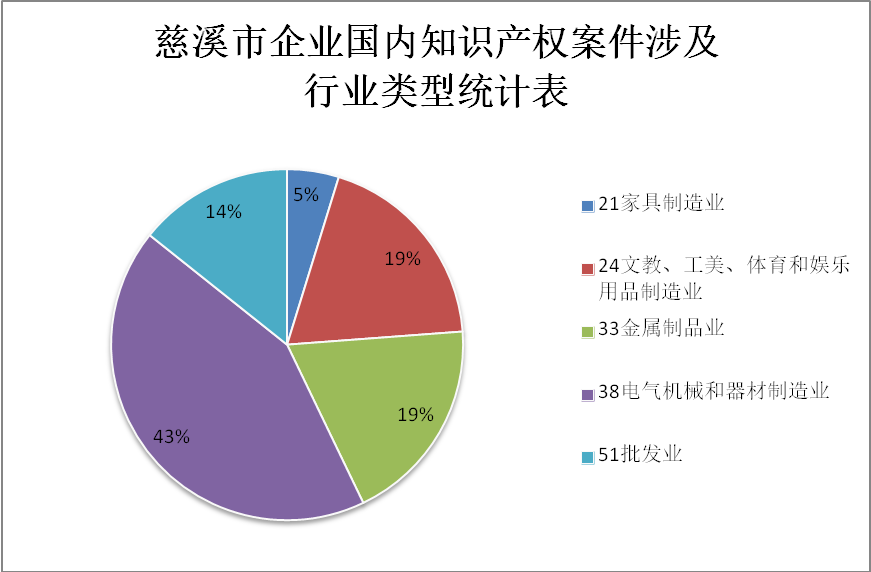 慈溪市企业国内知识产权案件涉及
行业类型统计表
5%
19%
19%
43%
14%
21家具制造业
24文教、工美、体育和娱乐
用品制造业
33金属制品业
38电气机械和器材制造业
51批发业